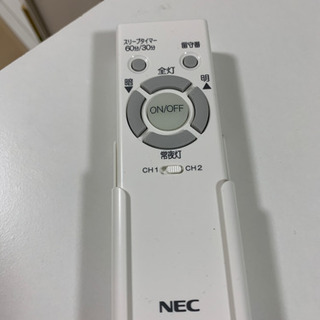 スリープタイマー 留守番
60分/30分
全灯
暗 明
▼ ▲
ON/OFF
常夜灯
CH1 CH2
NEC